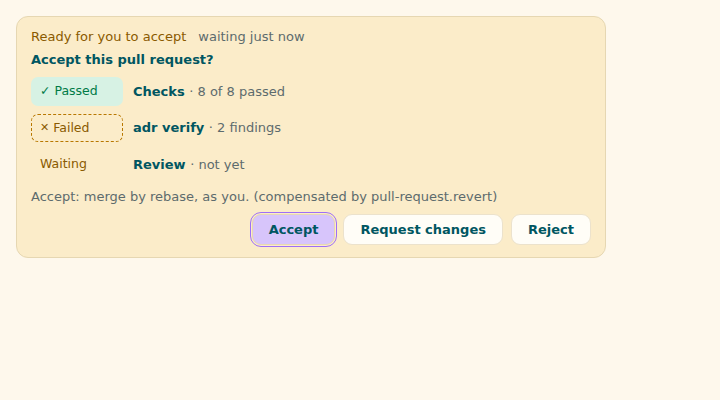 Ready for you to accept waiting just now
Accept this pull request?
✓ Passed Checks · 8 of 8 passed
✕ Failed adr verify · 2 findings
Waiting Review · not yet
Accept: merge by rebase, as you. (compensated by pull-request.revert)
Accept Request changes Reject